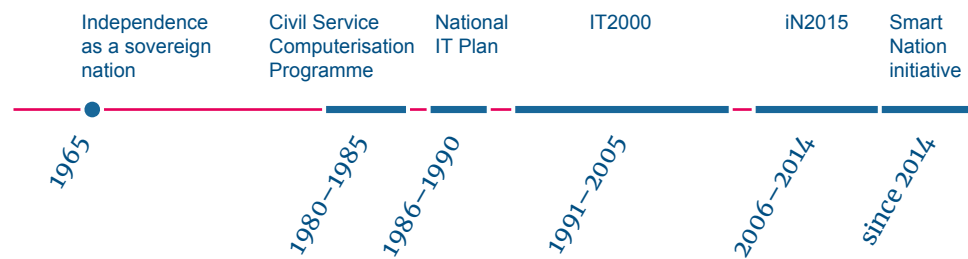 Independence
as a sovereign
nation
Civil Service
Computerisation
Programme
National
IT Plan
IT2000
iN2015
Smart
Nation
initiative
1965
1980–1985
1986–1990
1991–2005
2006–2014
since 2014